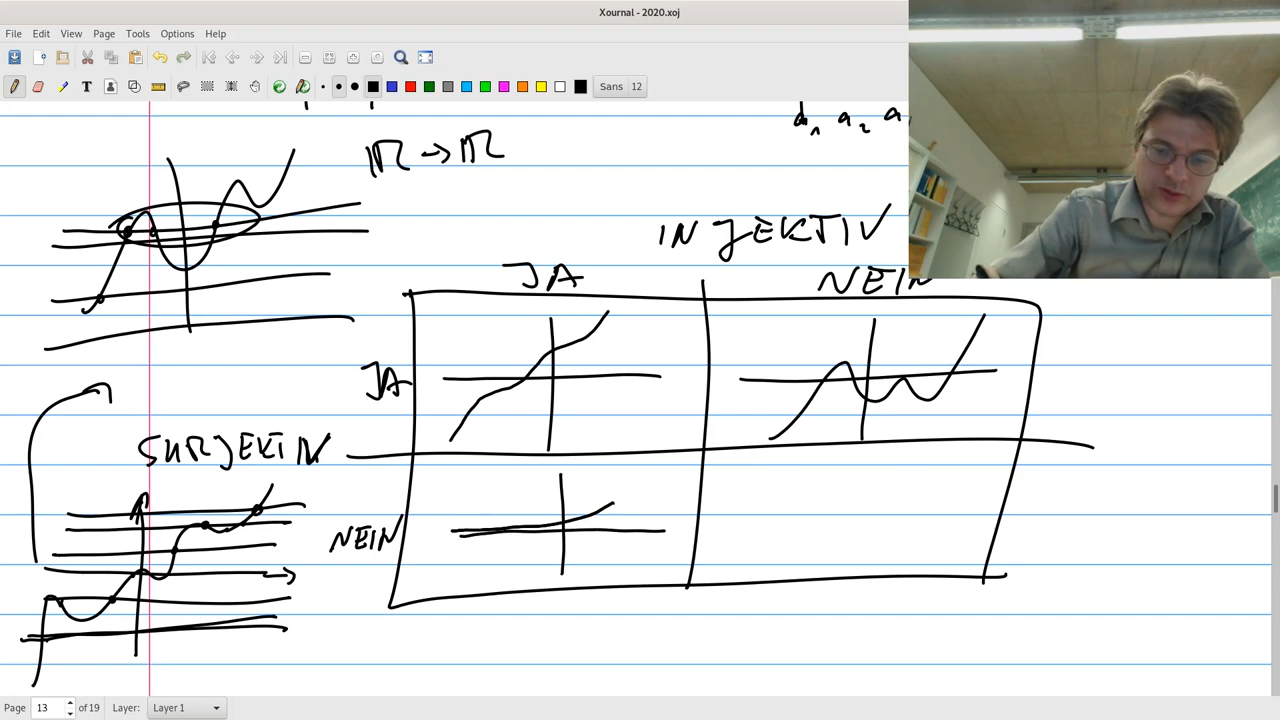 Xournal - 2020.xoj
File Edit View Page Tools Options Help
Sans 12
a₁ a₂ a
ℝ → ℝ
INJEKTIV
JA NEIN
JA
SURJEKTIV
NEIN
Page 13 of 19 Layer: Layer 1